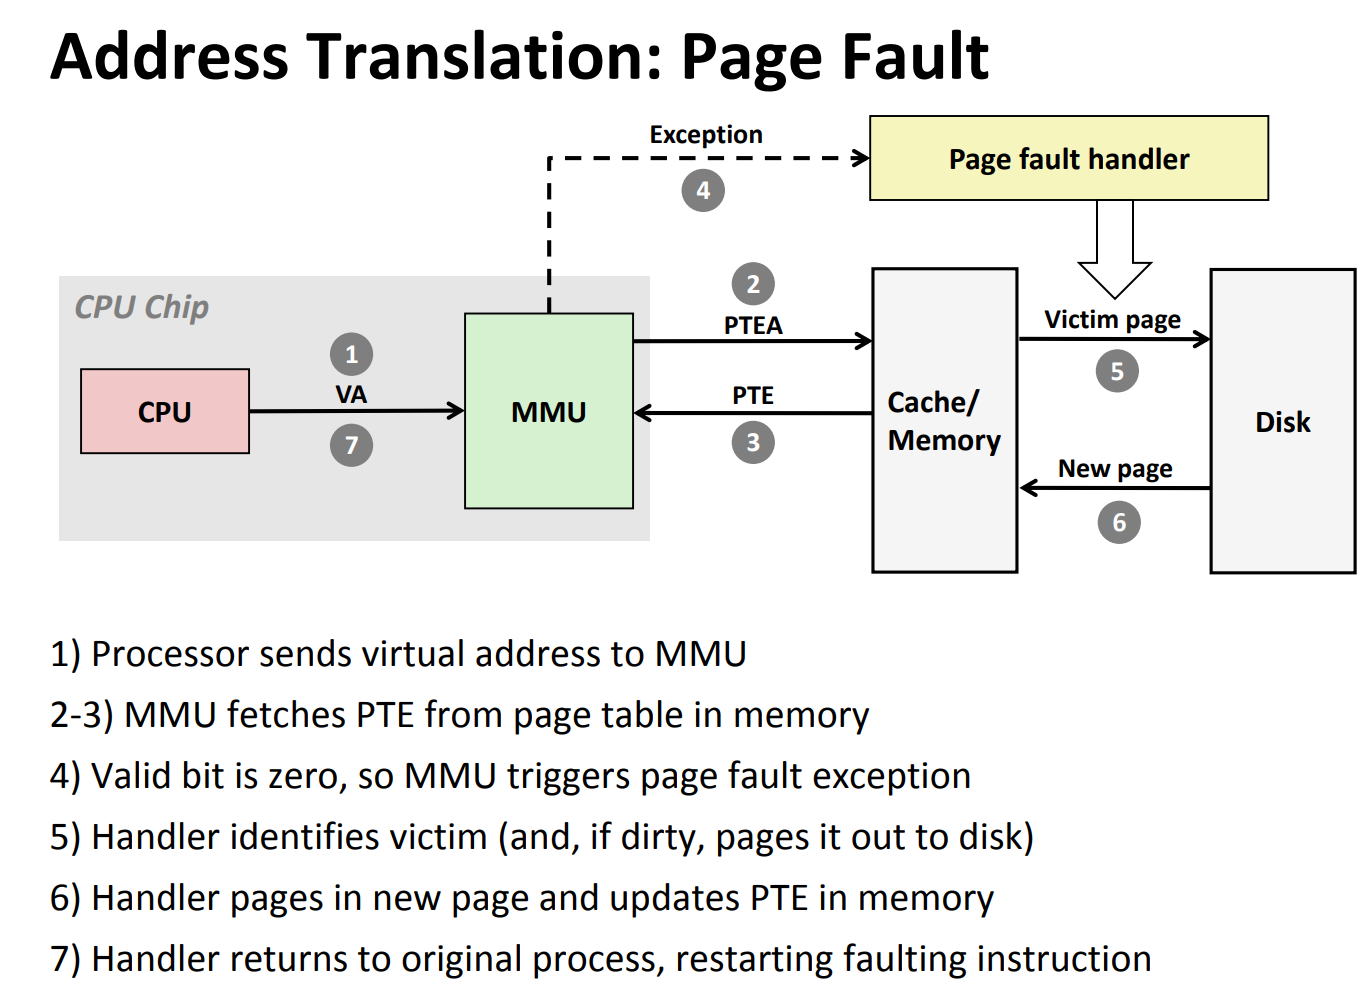 Address Translation: Page Fault
Exception
4
Page fault handler
CPU Chip
2
PTEA
Victim page
5
1
VA
7
CPU
MMU
PTE
3
Cache/
Memory
Disk
New page
6
1) Processor sends virtual address to MMU
2-3) MMU fetches PTE from page table in memory
4) Valid bit is zero, so MMU triggers page fault exception
5) Handler identifies victim (and, if dirty, pages it out to disk)
6) Handler pages in new page and updates PTE in memory
7) Handler returns to original process, restarting faulting instruction